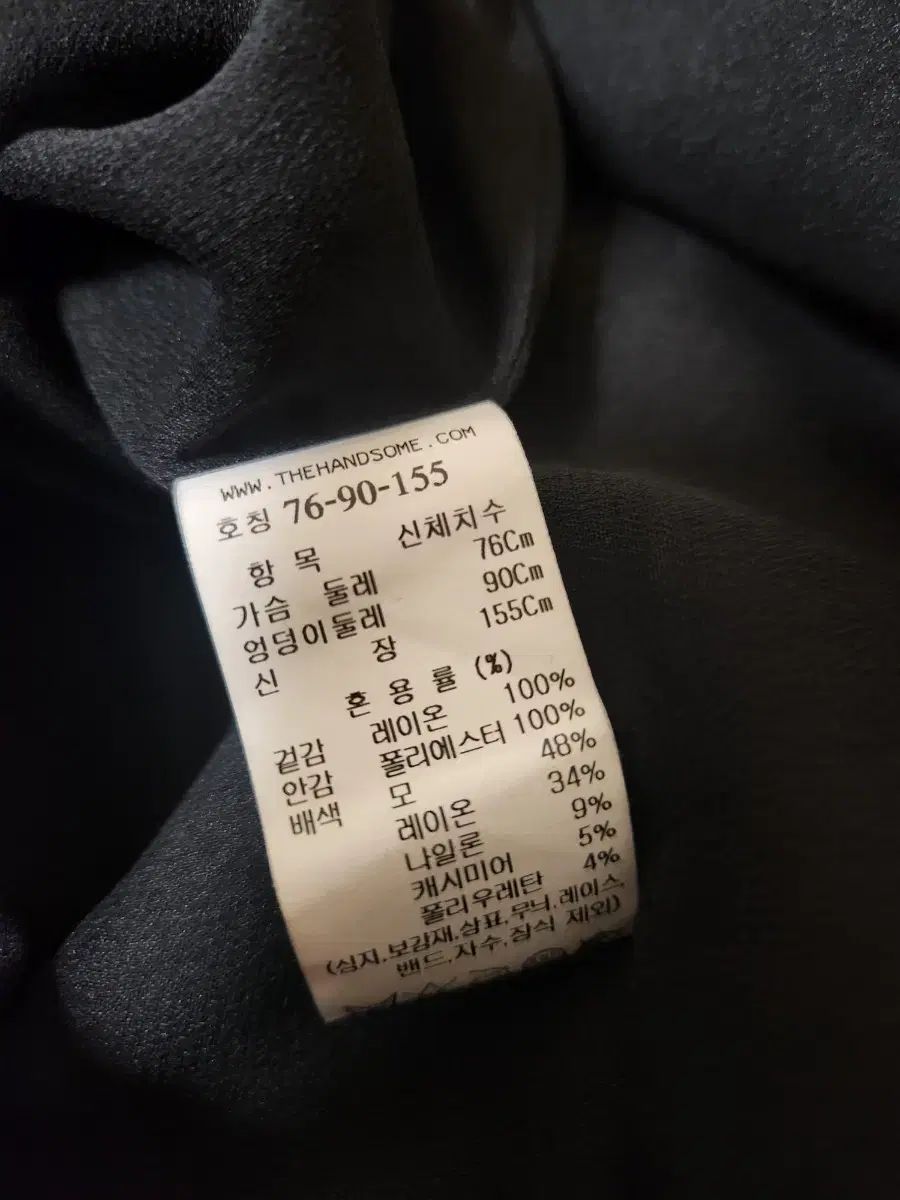 WWW.THEHANDSOME.COM
호칭 76-90-155
항 목 신체치수
가슴 둘레 76Cm
엉덩이둘레 90Cm
신 장 155Cm
혼 용 률 (%)
겉감 레이온 100%
안감 폴리에스터 100%
배색 모 48%
레이온 34%
나일론 9%
캐시미어 5%
폴리우레탄 4%
(심지,보강재,상표,무늬,레이스,
밴드,자수,장식 제외)